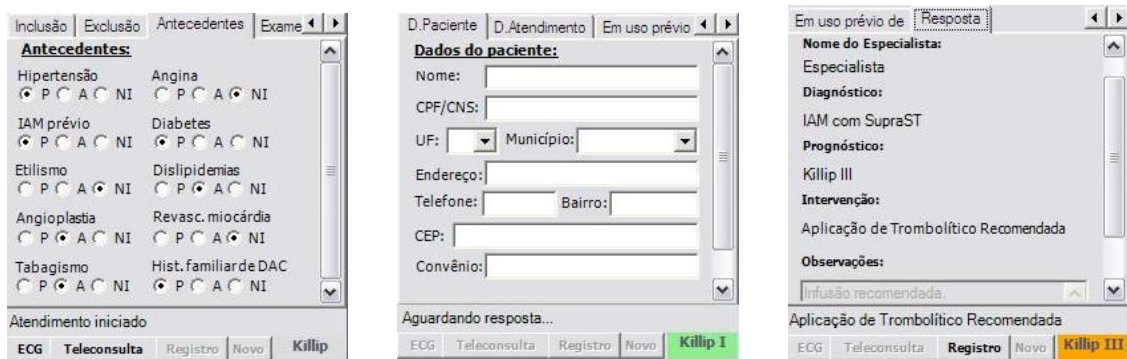 Inclusão Exclusão Antecedentes Exame
Antecedentes:
Hipertensão Angina
P A NI P A NI
IAM prévio Diabetes
P A NI P A NI
Etilismo Dislipidemias
P A NI P A NI
Angioplastia Revasc. miocárdia
P A NI P A NI
Tabagismo Hist. familiar de DAC
P A NI P A NI
Atendimento iniciado
ECG Teleconsulta Registro Novo Killip
D.Paciente D.Atendimento Em uso prévio
Dados do paciente:
Nome:
CPF/CNS:
UF: Município:
Endereço:
Telefone: Bairro:
CEP:
Convênio:
Aguardando resposta...
ECG Teleconsulta Registro Novo Killip I
Em uso prévio de Resposta
Nome do Especialista:
Especialista
Diagnóstico:
IAM com SupraST
Prognóstico:
Killip III
Intervenção:
Aplicação de Trombolítico Recomendada
Observações:
Infusão recomendada.
Aplicação de Trombolítico Recomendada
ECG Teleconsulta Registro Novo Killip III